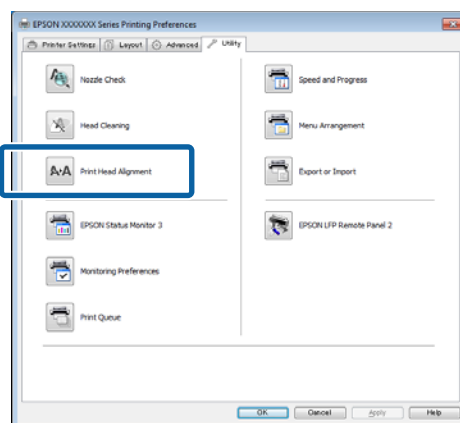 EPSON XXXXXXX Series Printing Preferences
Printer Settings
Layout
Advanced
Utility
Nozzle Check
Speed and Progress
Head Cleaning
Menu Arrangement
A A Print Head Alignment
Export or Import
EPSON Status Monitor 3
EPSON LFP Remote Panel 2
Monitoring Preferences
Print Queue
OK
Cancel
Apply
Help